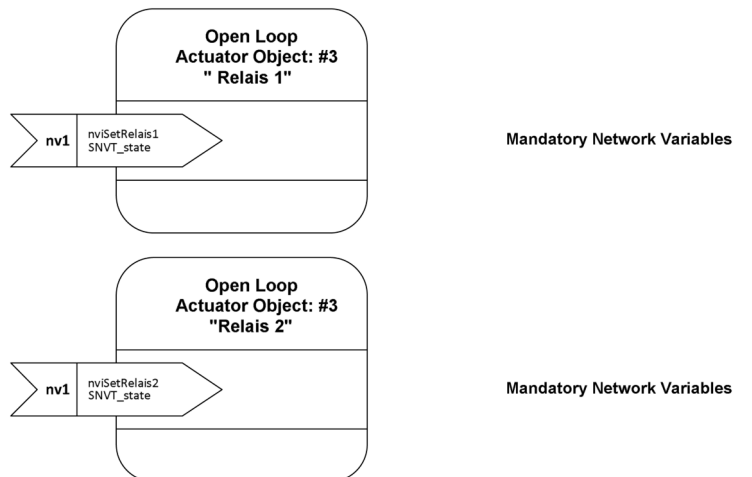 Open Loop
Actuator Object: #3
" Relais 1"
nv1
nviSetRelais1
SNVT_state
Mandatory Network Variables
Open Loop
Actuator Object: #3
"Relais 2"
nv1
nviSetRelais2
SNVT_state
Mandatory Network Variables